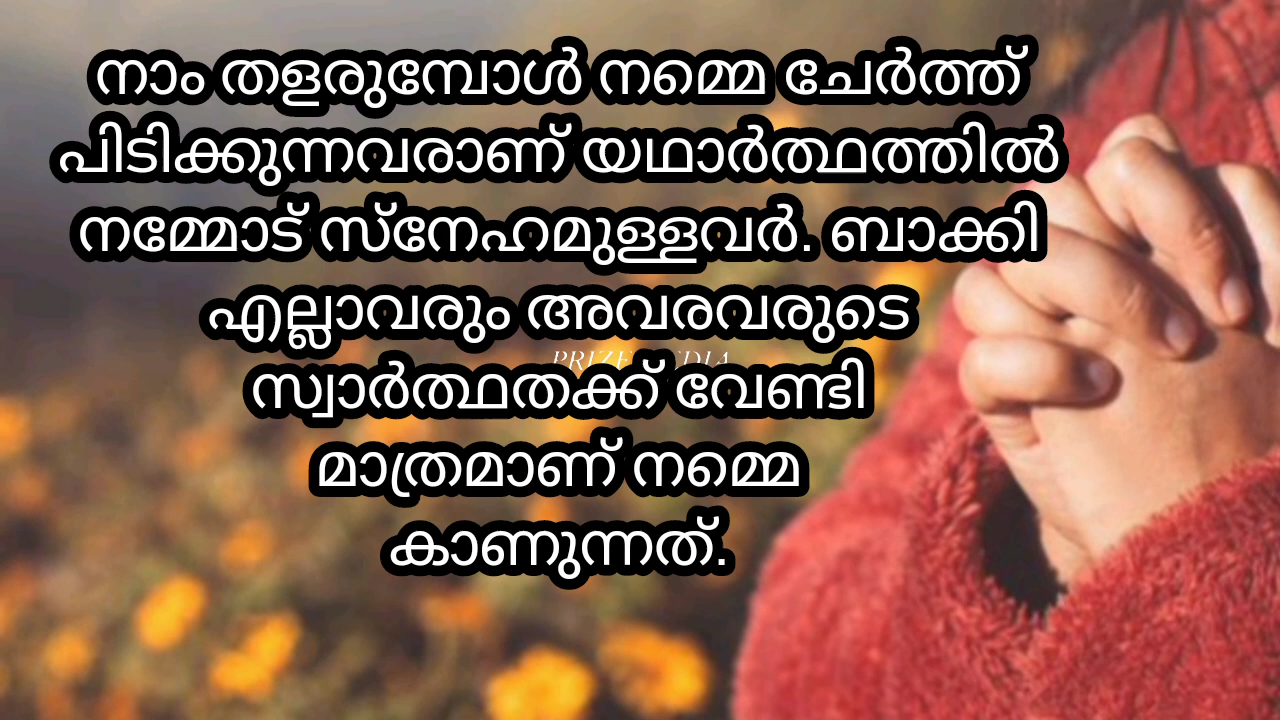 നാം തളരുമ്പോൾ നമ്മെ ചേർത്ത്
പിടിക്കുന്നവരാണ് യഥാർത്ഥത്തിൽ
നമ്മോട് സ്നേഹമുള്ളവർ. ബാക്കി
എല്ലാവരും അവരവരുടെ
സ്വാർത്ഥതക്ക് വേണ്ടി
മാത്രമാണ് നമ്മെ
കാണുന്നത്.